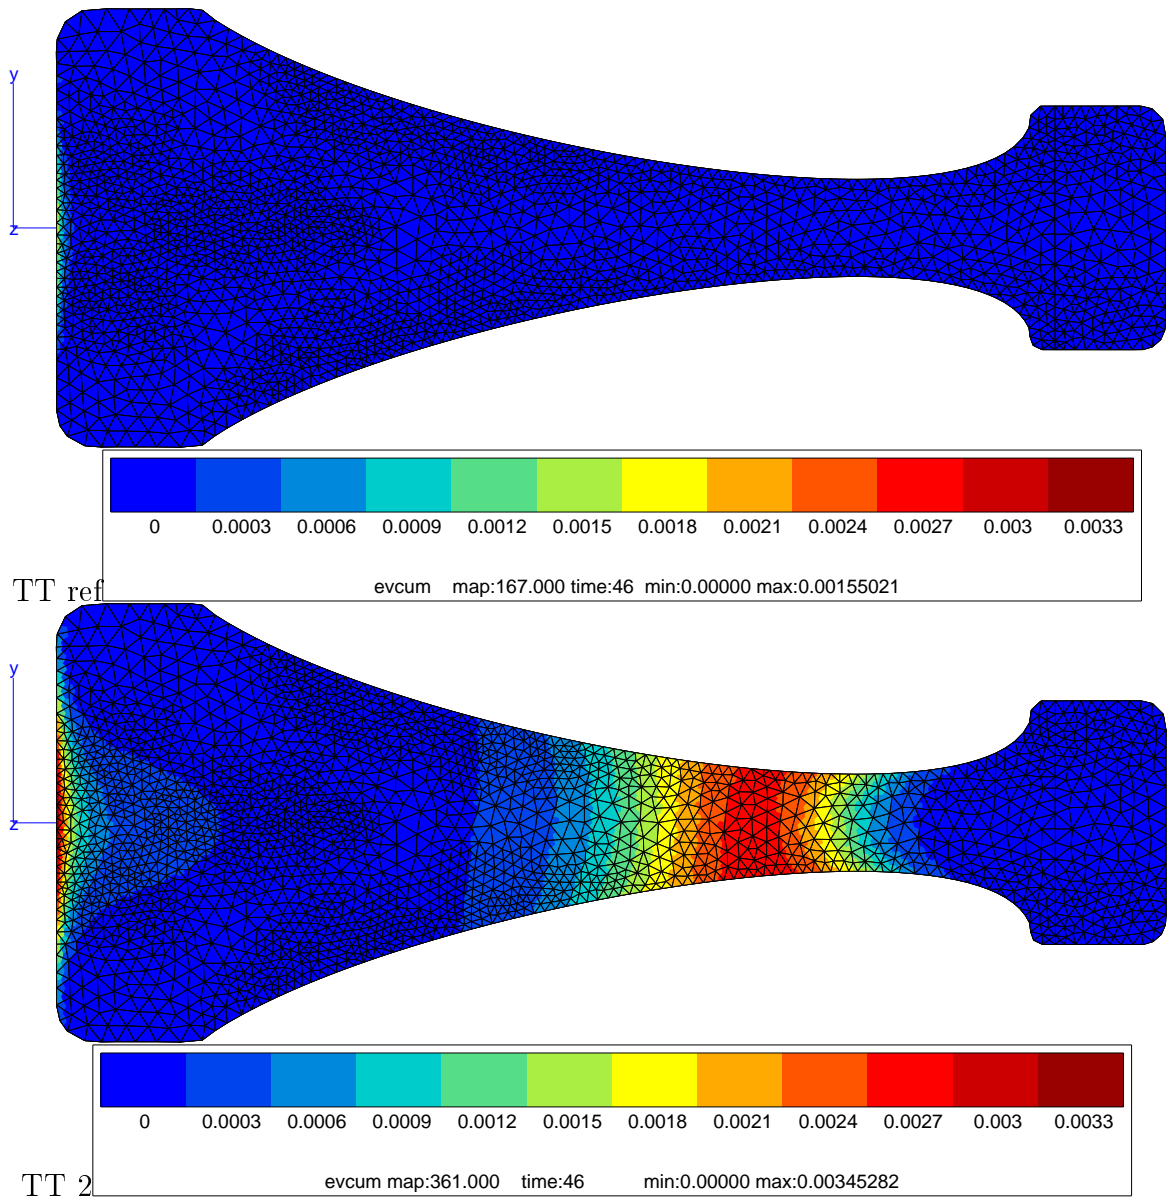 y
z
0 0.0003 0.0006 0.0009 0.0012 0.0015 0.0018 0.0021 0.0024 0.0027 0.003 0.0033
evcum map:167.000 time:46 min:0.00000 max:0.00155021
TT ref
y
z
0 0.0003 0.0006 0.0009 0.0012 0.0015 0.0018 0.0021 0.0024 0.0027 0.003 0.0033
evcum map:361.000 time:46 min:0.00000 max:0.00345282
TT 2